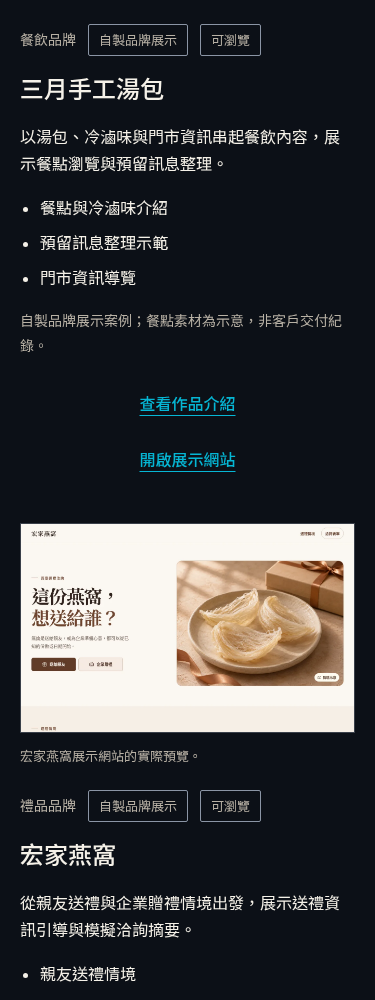 餐飲品牌 自製品牌展示 可瀏覽
三月手工湯包
以湯包、冷滷味與門市資訊串起餐飲內容，展
示餐點瀏覽與預留訊息整理。
餐點與冷滷味介紹
預留訊息整理示範
門市資訊導覽
自製品牌展示案例；餐點素材為示意，非客戶交付紀
錄。
查看作品介紹
開啟展示網站
宏家燕窩
這份燕窩，
想送給誰？
宏家燕窩展示網站的實際預覽。
禮品品牌 自製品牌展示 可瀏覽
宏家燕窩
從親友送禮與企業贈禮情境出發，展示送禮資
訊引導與模擬洽詢摘要。
親友送禮情境